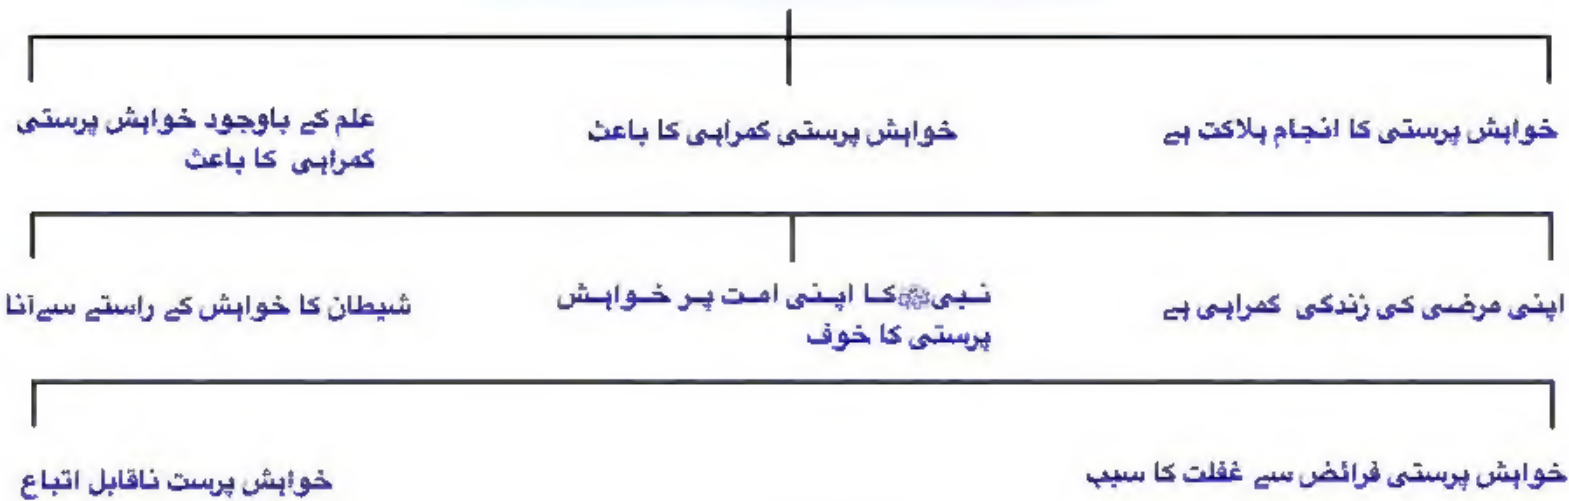 خواہش پرستی کا انجام ہلاکت ہے
خواہش پرستی گمراہی کا باعث
علم کے باوجود خواہش پرستی
گمراہی کا باعث
اپنی مرضی کی زندگی گمراہی ہے
نبیﷺ کا اپنی امت پر خواہش
پرستی کا خوف
شیطان کا خواہش کے راستے سے آنا
خواہش پرستی فرائض سے غفلت کا سبب
خواہش پرست ناقابل اتباع